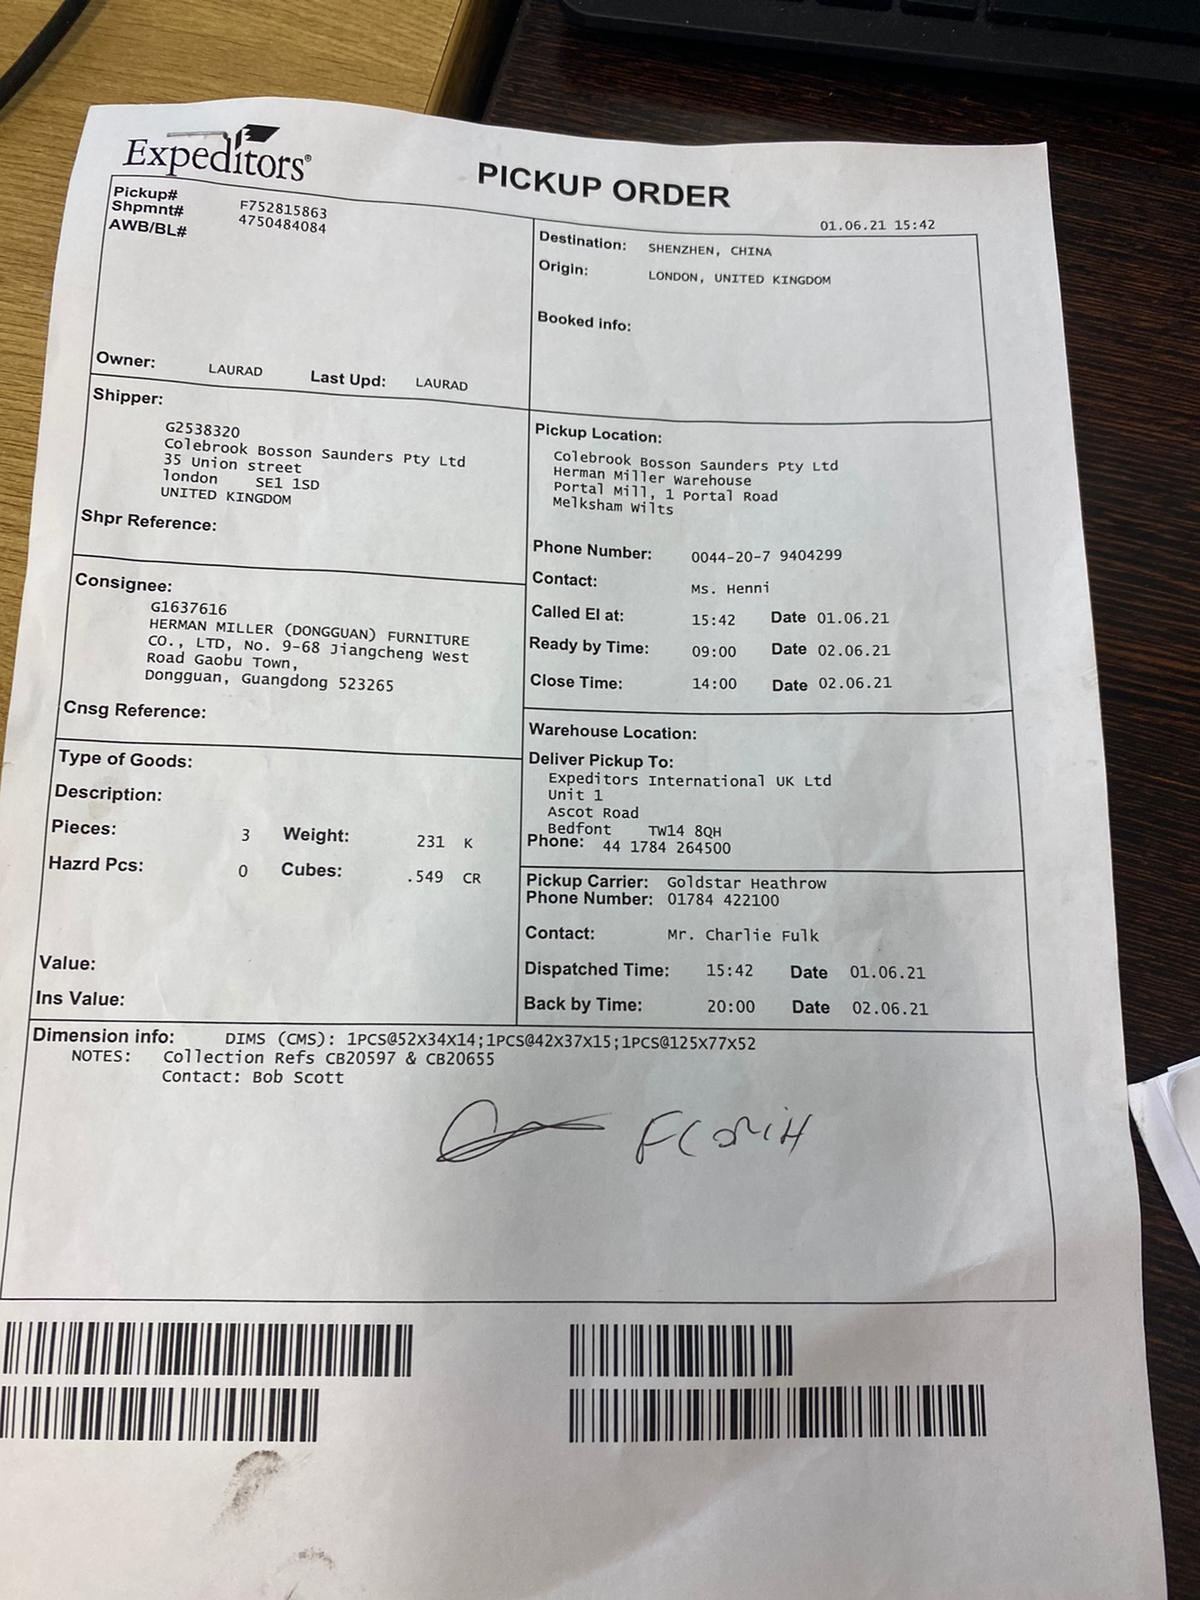 Expeditors®
PICKUP ORDER
01.06.21 15:42
Pickup# F752815863
Shpmnt# 4750484084
AWB/BL#
Owner: LAURAD Last Upd: LAURAD
Destination: SHENZHEN, CHINA
Origin: LONDON, UNITED KINGDOM
Booked info:
Shipper:
G2538320
Colebrook Bosson Saunders Pty Ltd
35 Union street
london SE1 1SD
UNITED KINGDOM
Shpr Reference:
Pickup Location:
Colebrook Bosson Saunders Pty Ltd
Herman Miller Warehouse
Portal Mill, 1 Portal Road
Melksham Wilts
Phone Number: 0044-20-7 9404299
Contact: Ms. Henni
Called EI at: 15:42 Date 01.06.21
Ready by Time: 09:00 Date 02.06.21
Close Time: 14:00 Date 02.06.21
Consignee:
G1637616
HERMAN MILLER (DONGGUAN) FURNITURE
CO., LTD, No. 9-68 Jiangcheng West
Road Gaobu Town,
Dongguan, Guangdong 523265
Cnsg Reference:
Warehouse Location:
Deliver Pickup To:
Expeditors International UK Ltd
Unit 1
Ascot Road
Bedfont TW14 8QH
Phone: 44 1784 264500
Type of Goods:
Description:
Pieces: 3 Weight: 231 K
Hazrd Pcs: 0 Cubes: .549 CR
Value:
Ins Value:
Pickup Carrier: Goldstar Heathrow
Phone Number: 01784 422100
Contact: Mr. Charlie Fulk
Dispatched Time: 15:42 Date 01.06.21
Back by Time: 20:00 Date 02.06.21
Dimension info: DIMS (CMS): 1PCS@52X34X14;1PCS@42X37X15;1PCS@125X77X52
NOTES: Collection Refs CB20597 & CB20655
Contact: Bob Scott